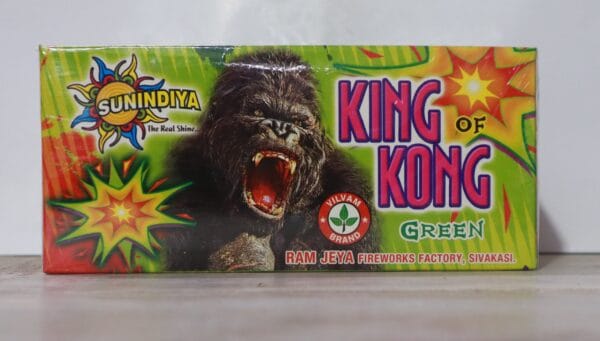 SUNINDIYA
The Real Shine...
KING
OF
KONG
VILVAM
BRAND
GREEN
RAM JEYA FIREWORKS FACTORY, SIVAKASI.